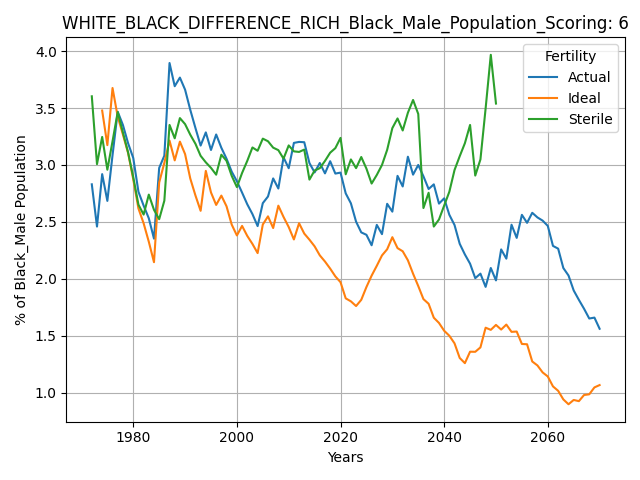 WHITE_BLACK_DIFFERENCE_RICH_Black_Male_Population_Scoring: 6
Fertility
Actual
Ideal
Sterile
% of Black_Male Population
4.0
3.5
3.0
2.5
2.0
1.5
1.0
1980 2000 2020 2040 2060
Years